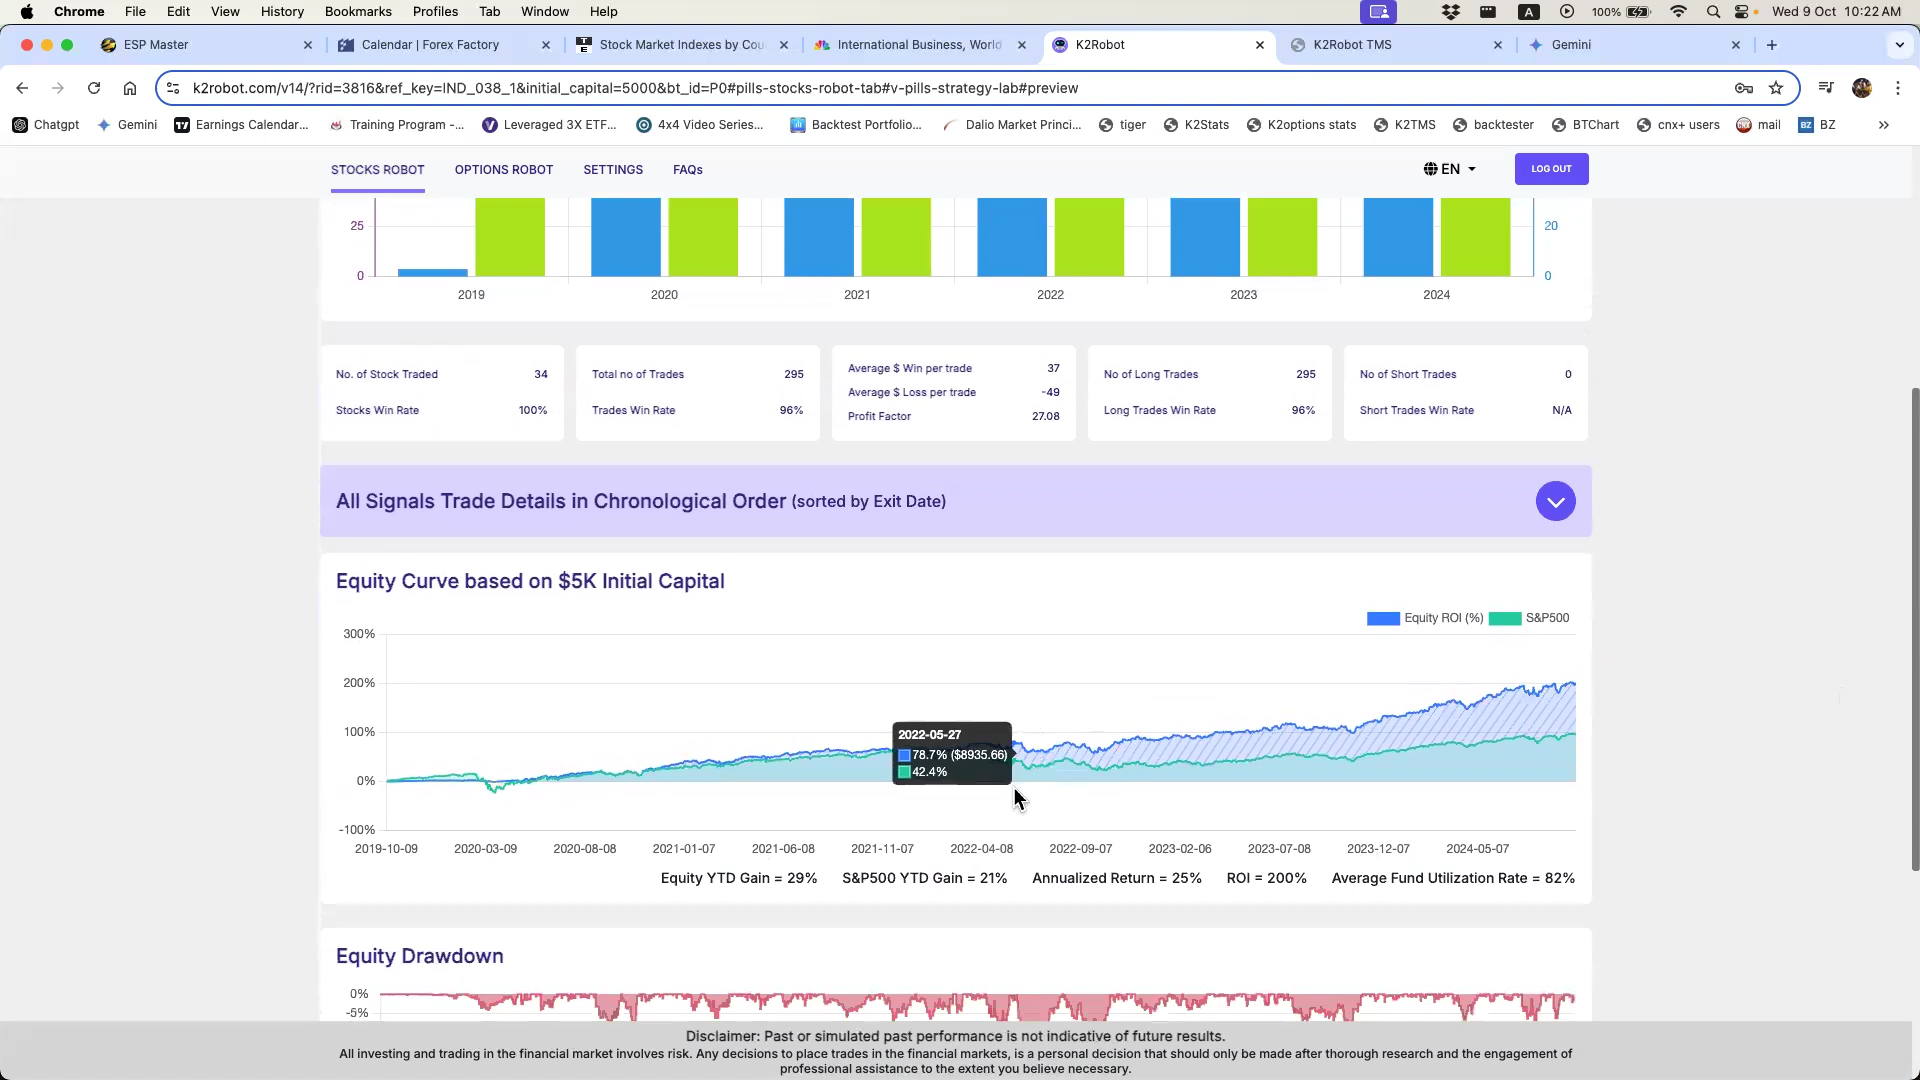 Chrome File Edit View History Bookmarks Profiles Tab Window Help A 100% Wed 9 Oct 10:22 AM
ESP Master Calendar | Forex Factory Stock Market Indexes by Cou International Business, World K2Robot K2Robot TMS Gemini
k2robot.com/v14/?rid=3816&ref_key=IND_038_1&initial_capital=5000&bt_id=P0#pills-stocks-robot-tab#v-pills-strategy-lab#preview
Chatgpt Gemini Earnings Calendar... Training Program -... Leveraged 3X ETF... 4x4 Video Series... Backtest Portfolio... Dalio Market Princi... tiger K2Stats K2options stats K2TMS backtester BTChart cnx+ users mail BZ BZ
STOCKS ROBOT OPTIONS ROBOT SETTINGS FAQs EN LOG OUT
25 20
0 0
2019 2020 2021 2022 2023 2024
No. of Stock Traded 34
Stocks Win Rate 100%
Total no of Trades 295
Trades Win Rate 96%
Average $ Win per trade 37
Average $ Loss per trade -49
Profit Factor 27.08
No of Long Trades 295
Long Trades Win Rate 96%
No of Short Trades 0
Short Trades Win Rate N/A
All Signals Trade Details in Chronological Order (sorted by Exit Date)
Equity Curve based on $5K Initial Capital
Equity ROI (%) S&P500
300%
200%
100%
0%
-100%
2022-05-27
78.7% ($8935.66)
42.4%
2019-10-09 2020-03-09 2020-08-08 2021-01-07 2021-06-08 2021-11-07 2022-04-08 2022-09-07 2023-02-06 2023-07-08 2023-12-07 2024-05-07
Equity YTD Gain = 29% S&P500 YTD Gain = 21% Annualized Return = 25% ROI = 200% Average Fund Utilization Rate = 82%
Equity Drawdown
0%
-5%
Disclaimer: Past or simulated past performance is not indicative of future results.
All investing and trading in the financial market involves risk. Any decisions to place trades in the financial markets, is a personal decision that should only be made after thorough research and the engagement of
professional assistance to the extent you believe necessary.